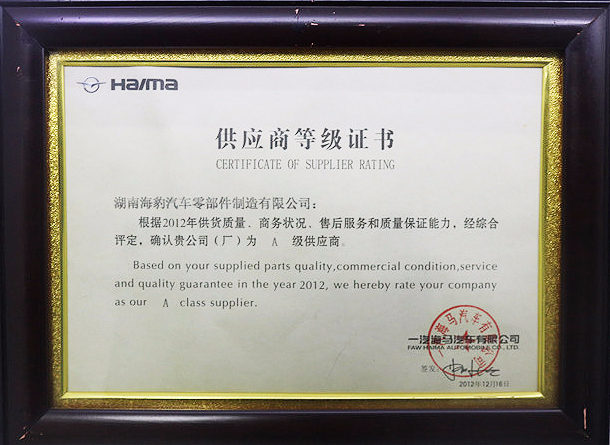 Haima
供应商等级证书
CERTIFICATE OF SUPPLIER RATING
湖南海豹汽车零部件制造有限公司:
根据2012年供货质量、商务状况、售后服务和质量保证能力，经综合
评定，确认贵公司（厂）为 A 级供应商。
Based on your supplied parts quality,commercial condition,service
and quality guarantee in the year 2012, we hereby rate your company
as our A class supplier.
一汽海马汽车有限公司
FAW HAIMA AUTOMOBILE CO., LTD.
签发:
2012年12月16日